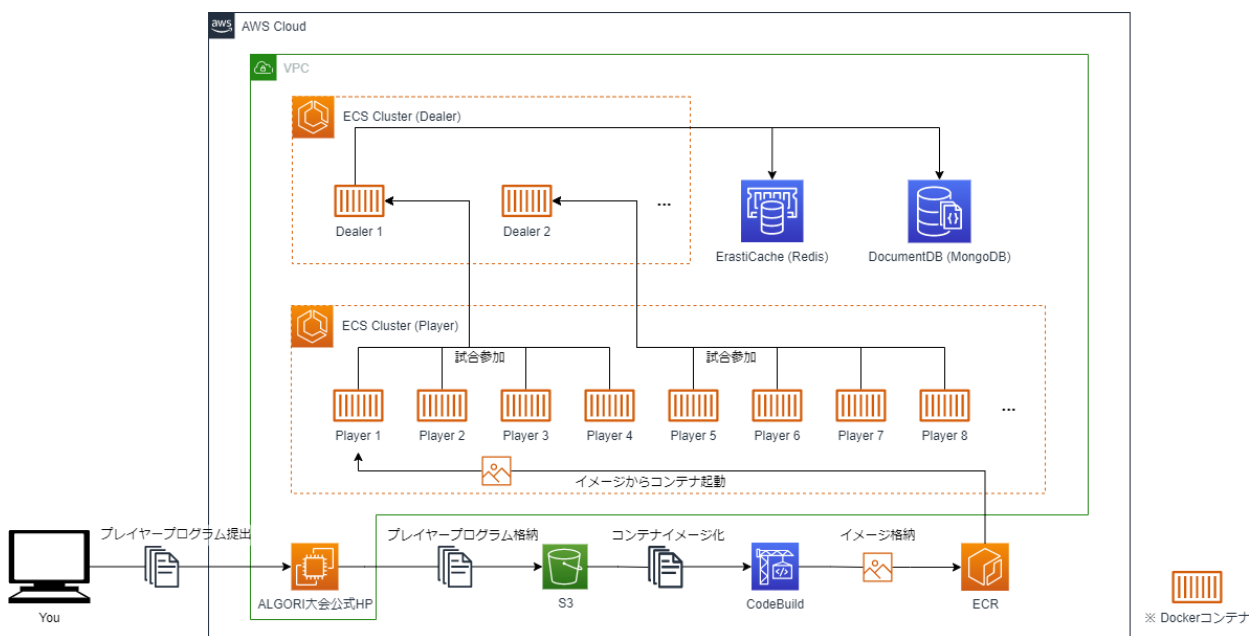 aws
AWS Cloud
VPC
ECS Cluster (Dealer)
Dealer 1
Dealer 2
...
ErastiCache (Redis)
DocumentDB (MongoDB)
ECS Cluster (Player)
試合参加
試合参加
Player 1
Player 2
Player 3
Player 4
Player 5
Player 6
Player 7
Player 8
...
イメージからコンテナ起動
プレイヤープログラム提出
プレイヤープログラム格納
コンテナイメージ化
イメージ格納
You
ALGORI大会公式HP
S3
CodeBuild
ECR
※ Dockerコンテナ